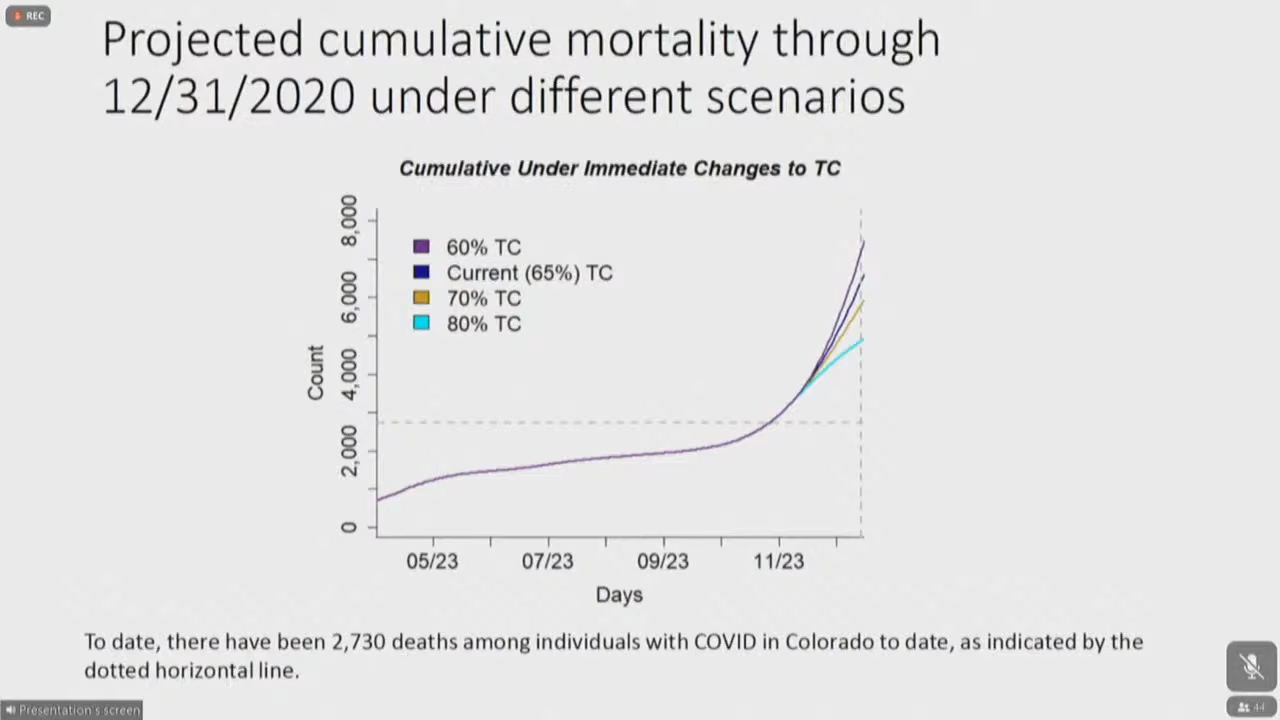 REC
Projected cumulative mortality through
12/31/2020 under different scenarios
Cumulative Under Immediate Changes to TC
60% TC
Current (65%) TC
70% TC
80% TC
8,000
6,000
4,000
2,000
0
Count
05/23 07/23 09/23 11/23
Days
To date, there have been 2,730 deaths among individuals with COVID in Colorado to date, as indicated by the
dotted horizontal line.
Presentation's screen
44